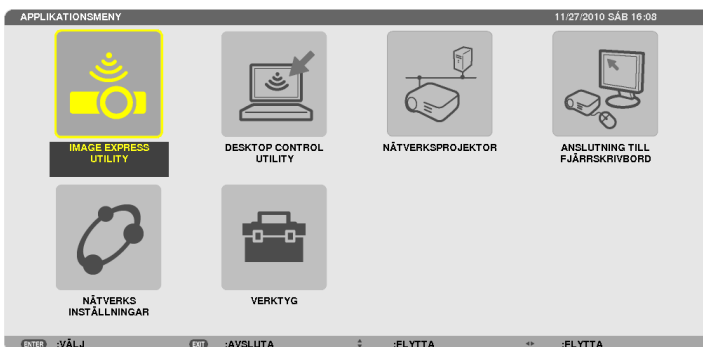 APPLIKATIONSMENY 11/27/2010 SÁB 16:08
IMAGE EXPRESS
UTILITY
DESKTOP CONTROL
UTILITY
NÄTVERKSPROJEKTOR
ANSLUTNING TILL
FJÄRRSKRIVBORD
NÄTVERKS
INSTÄLLNINGAR
VERKTYG
ENTER :VÄLJ EXIT :AVSLUTA :FLYTTA :FLYTTA